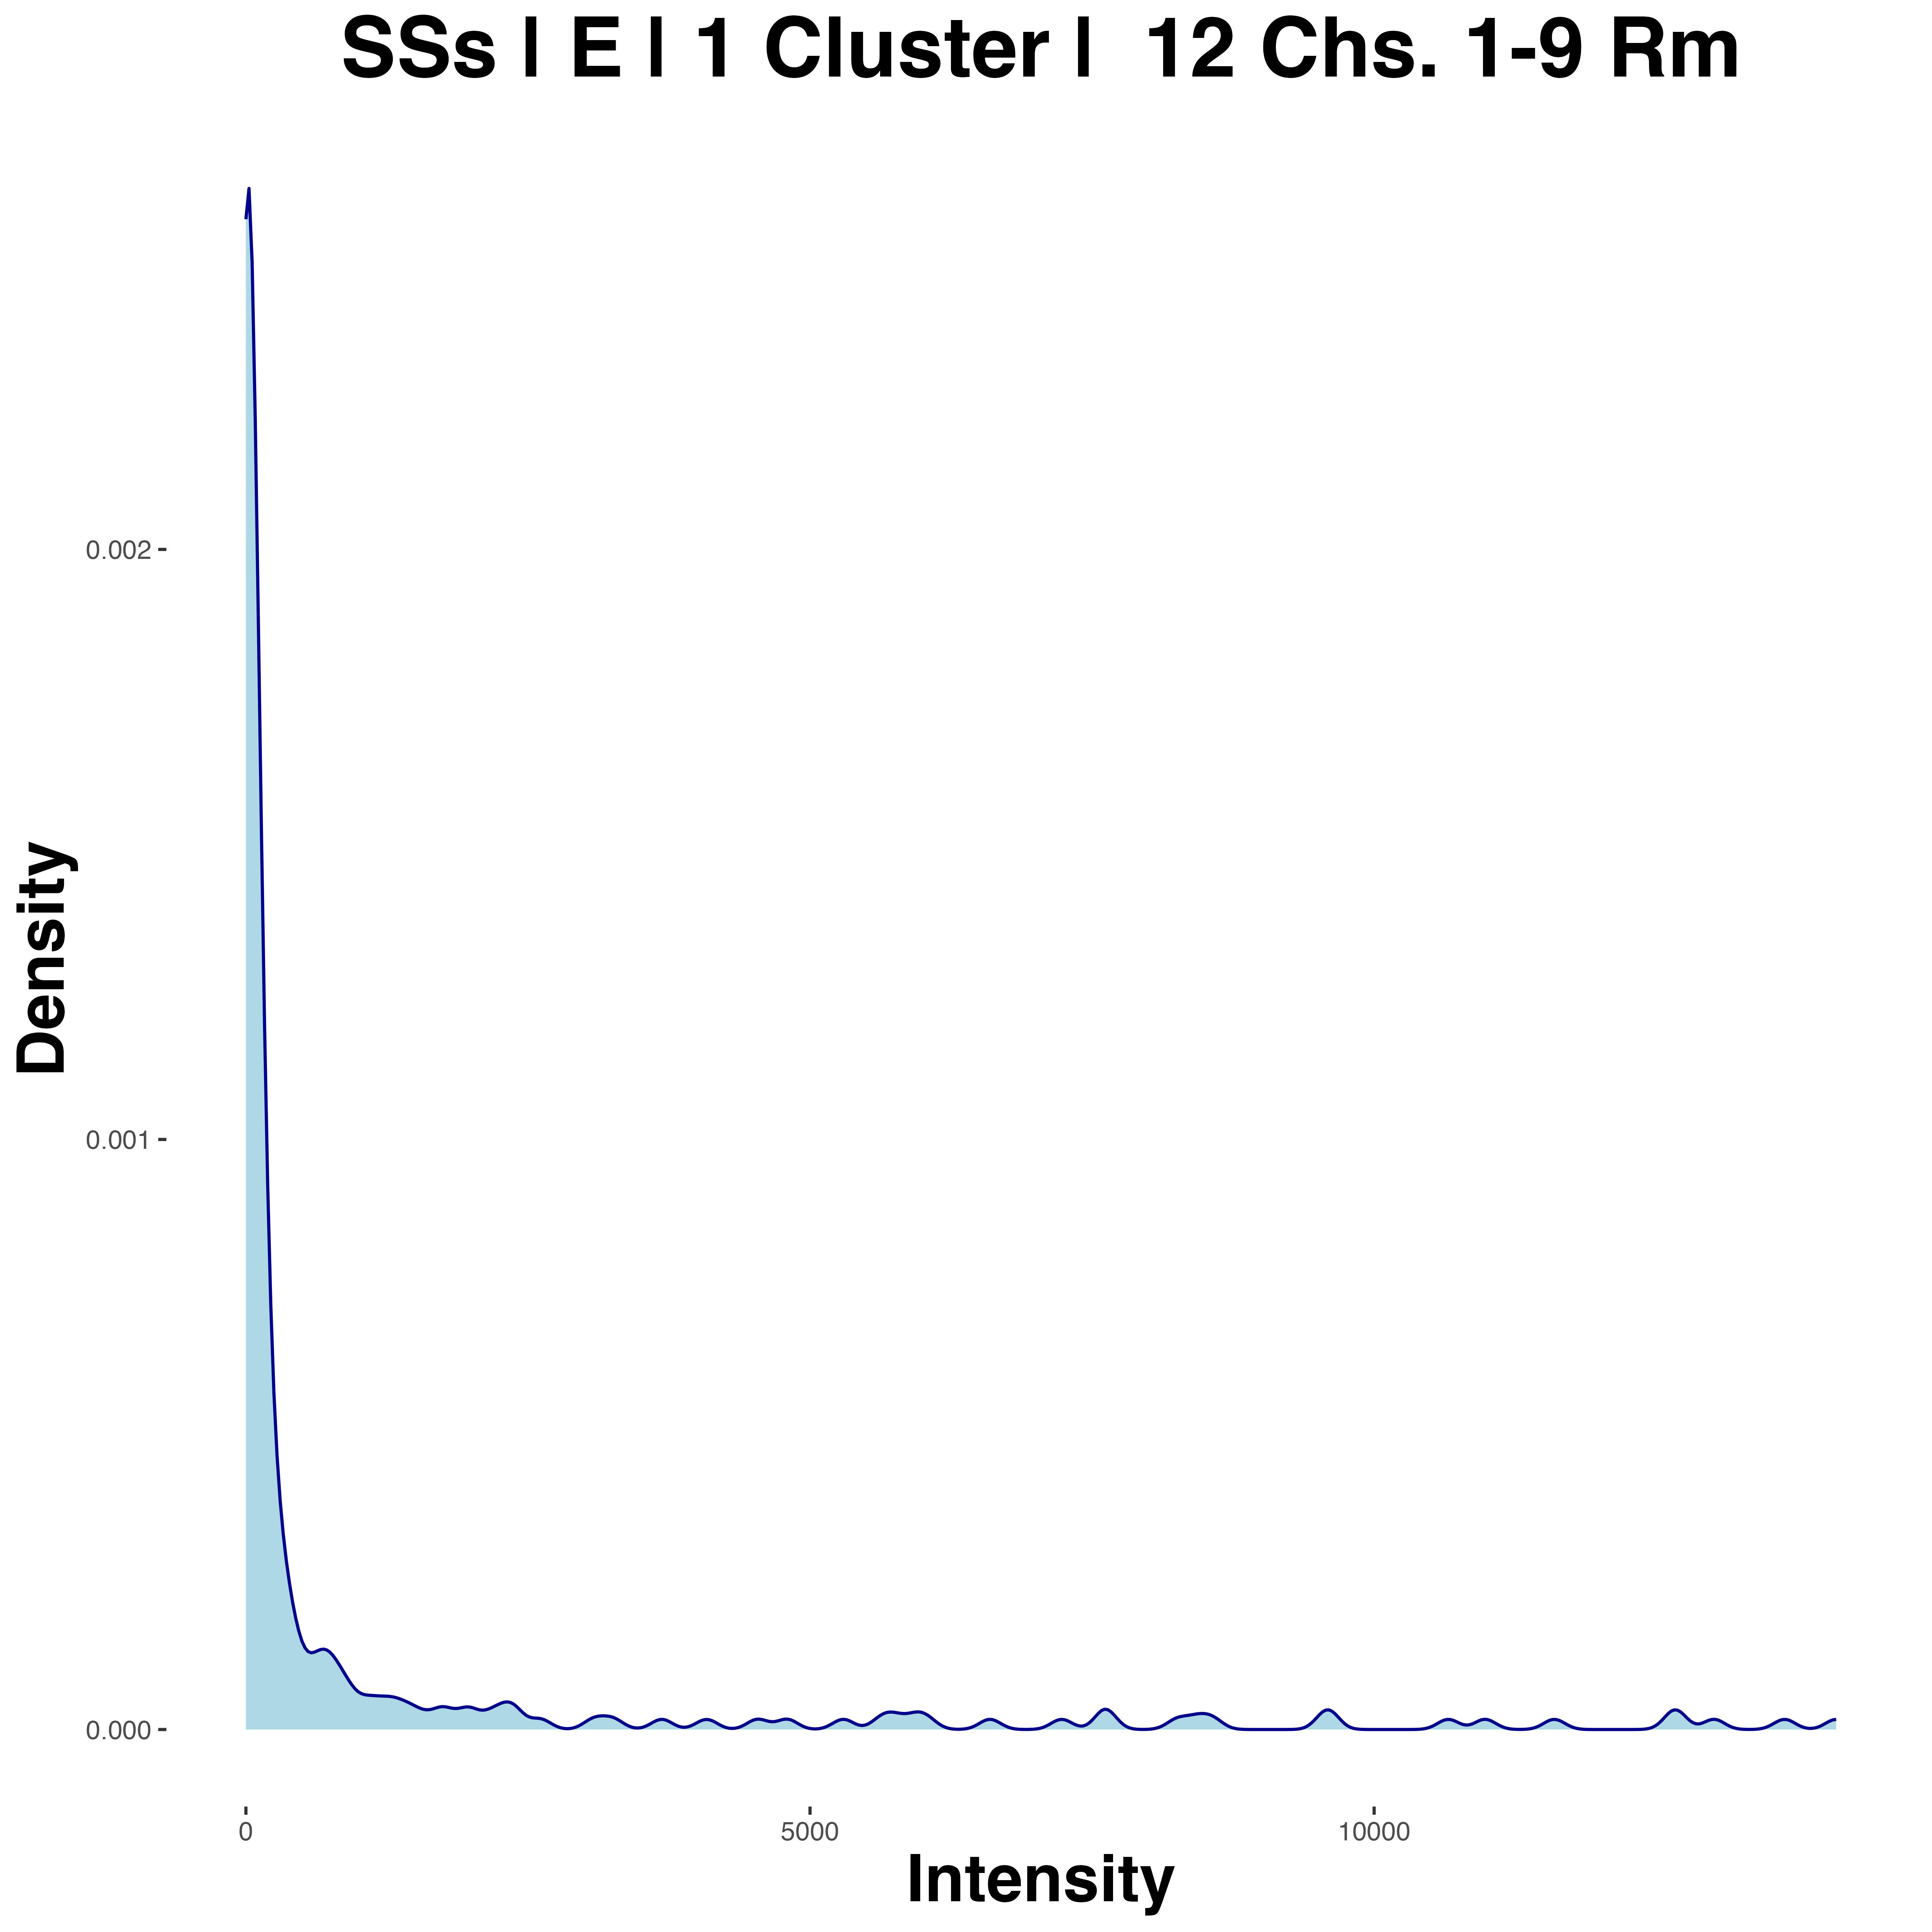 SSs | E | 1 Cluster | 12 Chs. 1-9 Rm
Density
0.002
0.001
0.000
0
5000
10000
Intensity